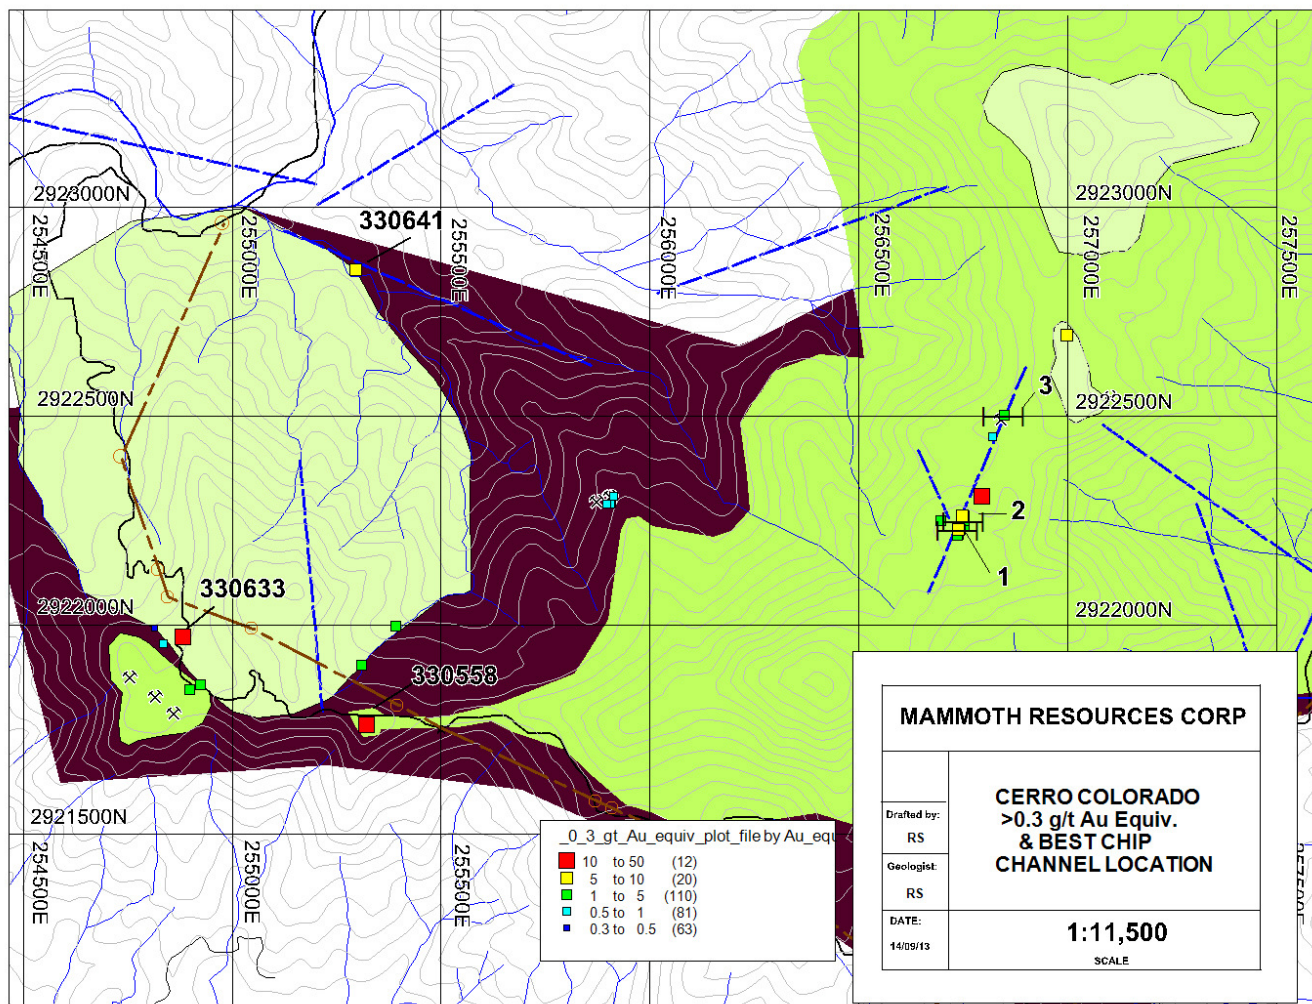 2923000N
2923000N
254500E
255000E
330641
255500E
256000E
256500E
257000E
257500E
2922500N
2922500N
3
2
1
330633
2922000N
2922000N
330558
2921500N
254500E
255000E
255500E
_0_3_gt_Au_equiv_plot_file by Au_equ
10 to 50 (12)
5 to 10 (20)
1 to 5 (110)
0.5 to 1 (81)
0.3 to 0.5 (63)
MAMMOTH RESOURCES CORP
Drafted by:
RS
Geologist:
RS
DATE:
14/09/13
CERRO COLORADO
>0.3 g/t Au Equiv.
& BEST CHIP
CHANNEL LOCATION
1:11,500
SCALE